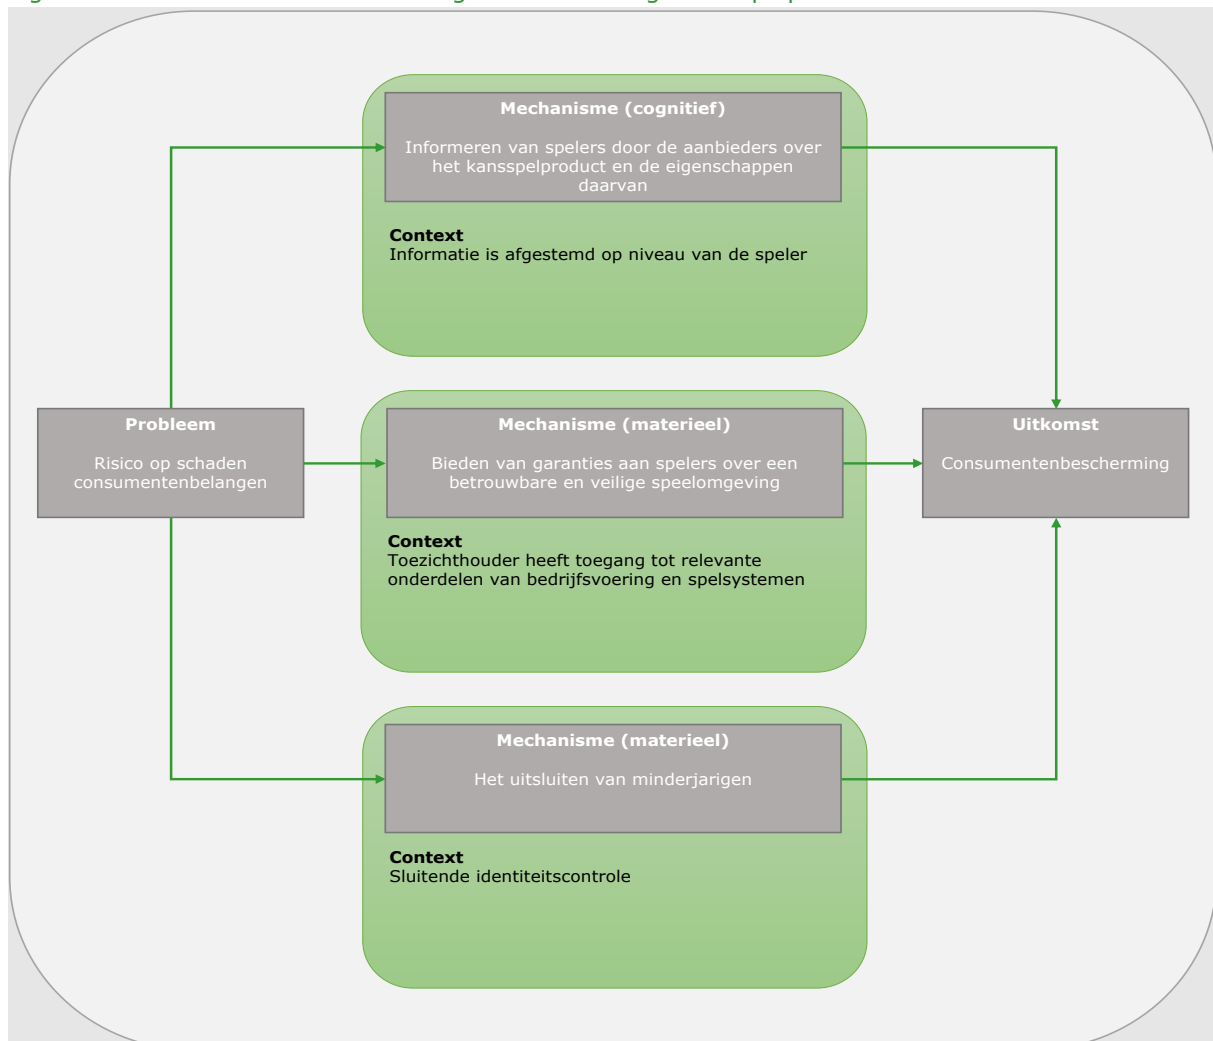 Mechanisme (cognitief)
Informeren van spelers door de aanbieders over
het kansspelproduct en de eigenschappen
daarvan
Context
Informatie is afgestemd op niveau van de speler
Probleem
Risico op schaden
consumentenbelangen
Mechanisme (materieel)
Bieden van garanties aan spelers over een
betrouwbare en veilige speelomgeving
Context
Toezichthouder heeft toegang tot relevante
onderdelen van bedrijfsvoering en spelsystemen
Uitkomst
Consumentenbescherming
Mechanisme (materieel)
Het uitsluiten van minderjarigen
Context
Sluitende identiteitscontrole